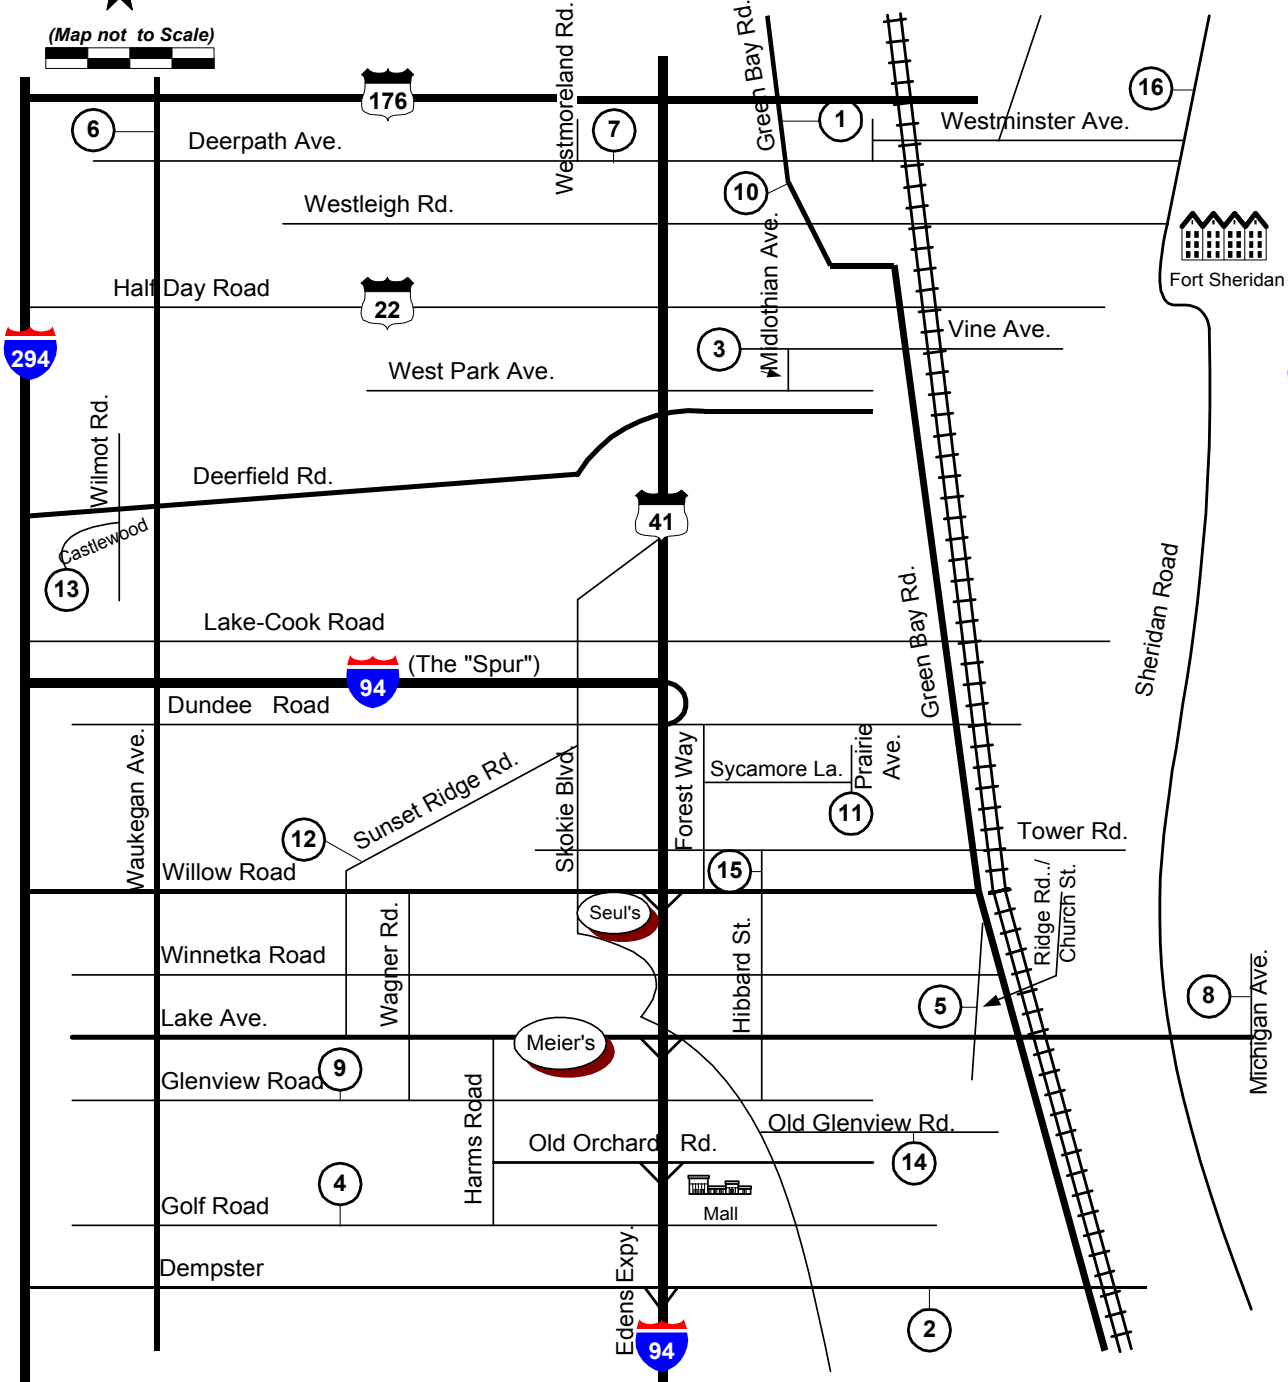 (Map not to Scale)
Westmoreland Rd.
Green Bay Rd.
176
16
6
7
1
Westminster Ave.
Deerpath Ave.
10
Westleigh Rd.
Midlothian Ave.
Fort Sheridan
Half Day Road
22
294
3
Vine Ave.
West Park Ave.
Wilmot Rd.
Deerfield Rd.
41
Castlewood
13
Green Bay Rd.
Sheridan Road
Lake-Cook Road
(The "Spur")
94
Dundee Road
Waukegan Ave.
Sunset Ridge Rd.
Skokie Blvd.
Forest Way
Sycamore La.
Prairie
Ave.
11
12
Tower Rd.
Willow Road
15
Ridge Rd../
Church St.
Seul's
Wagner Rd.
Hibbard St.
Winnetka Road
5
8
Michigan Ave.
Lake Ave.
Meier's
9
Glenview Road
Harms Road
Old Glenview Rd.
Old Orchard Rd.
14
4
Mall
Golf Road
Edens Expy.
Dempster
2
94